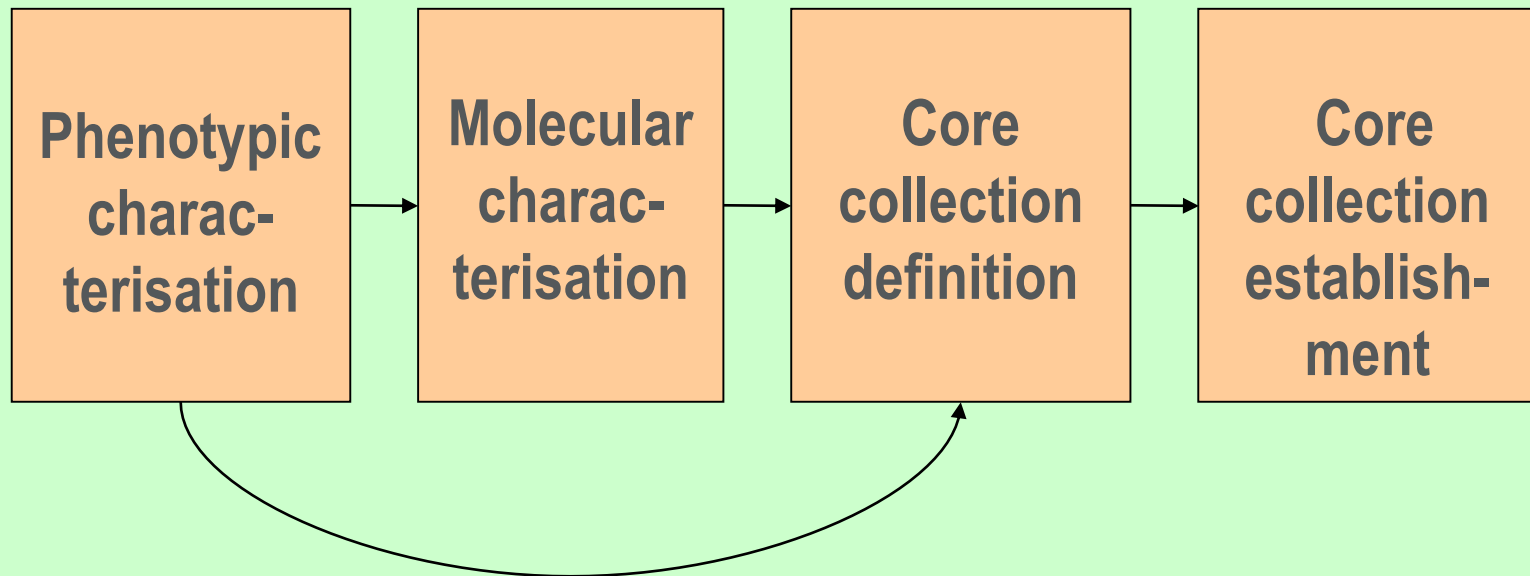 Phenotypic
charac-
terisation
Molecular
charac-
terisation
Core
collection
definition
Core
collection
establish-
ment